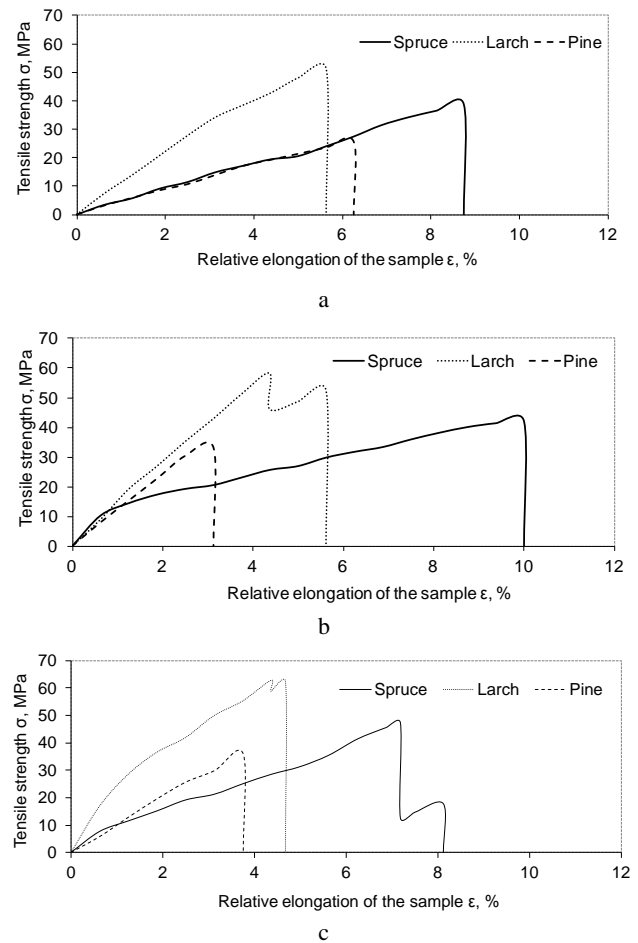 70
Spruce Larch Pine
60
50
40
30
20
10
0
Tensile strength σ, MPa
0 2 4 6 8 10 12
Relative elongation of the sample ε, %
a
70
60
Spruce Larch Pine
50
40
30
20
10
0
Tensile strength σ, MPa
0 2 4 6 8 10 12
Relative elongation of the sample ε, %
b
70
60
Spruce Larch Pine
50
40
30
20
10
0
Tensile strength σ, MPa
0 2 4 6 8 10 12
Relative elongation of the sample ε, %
c